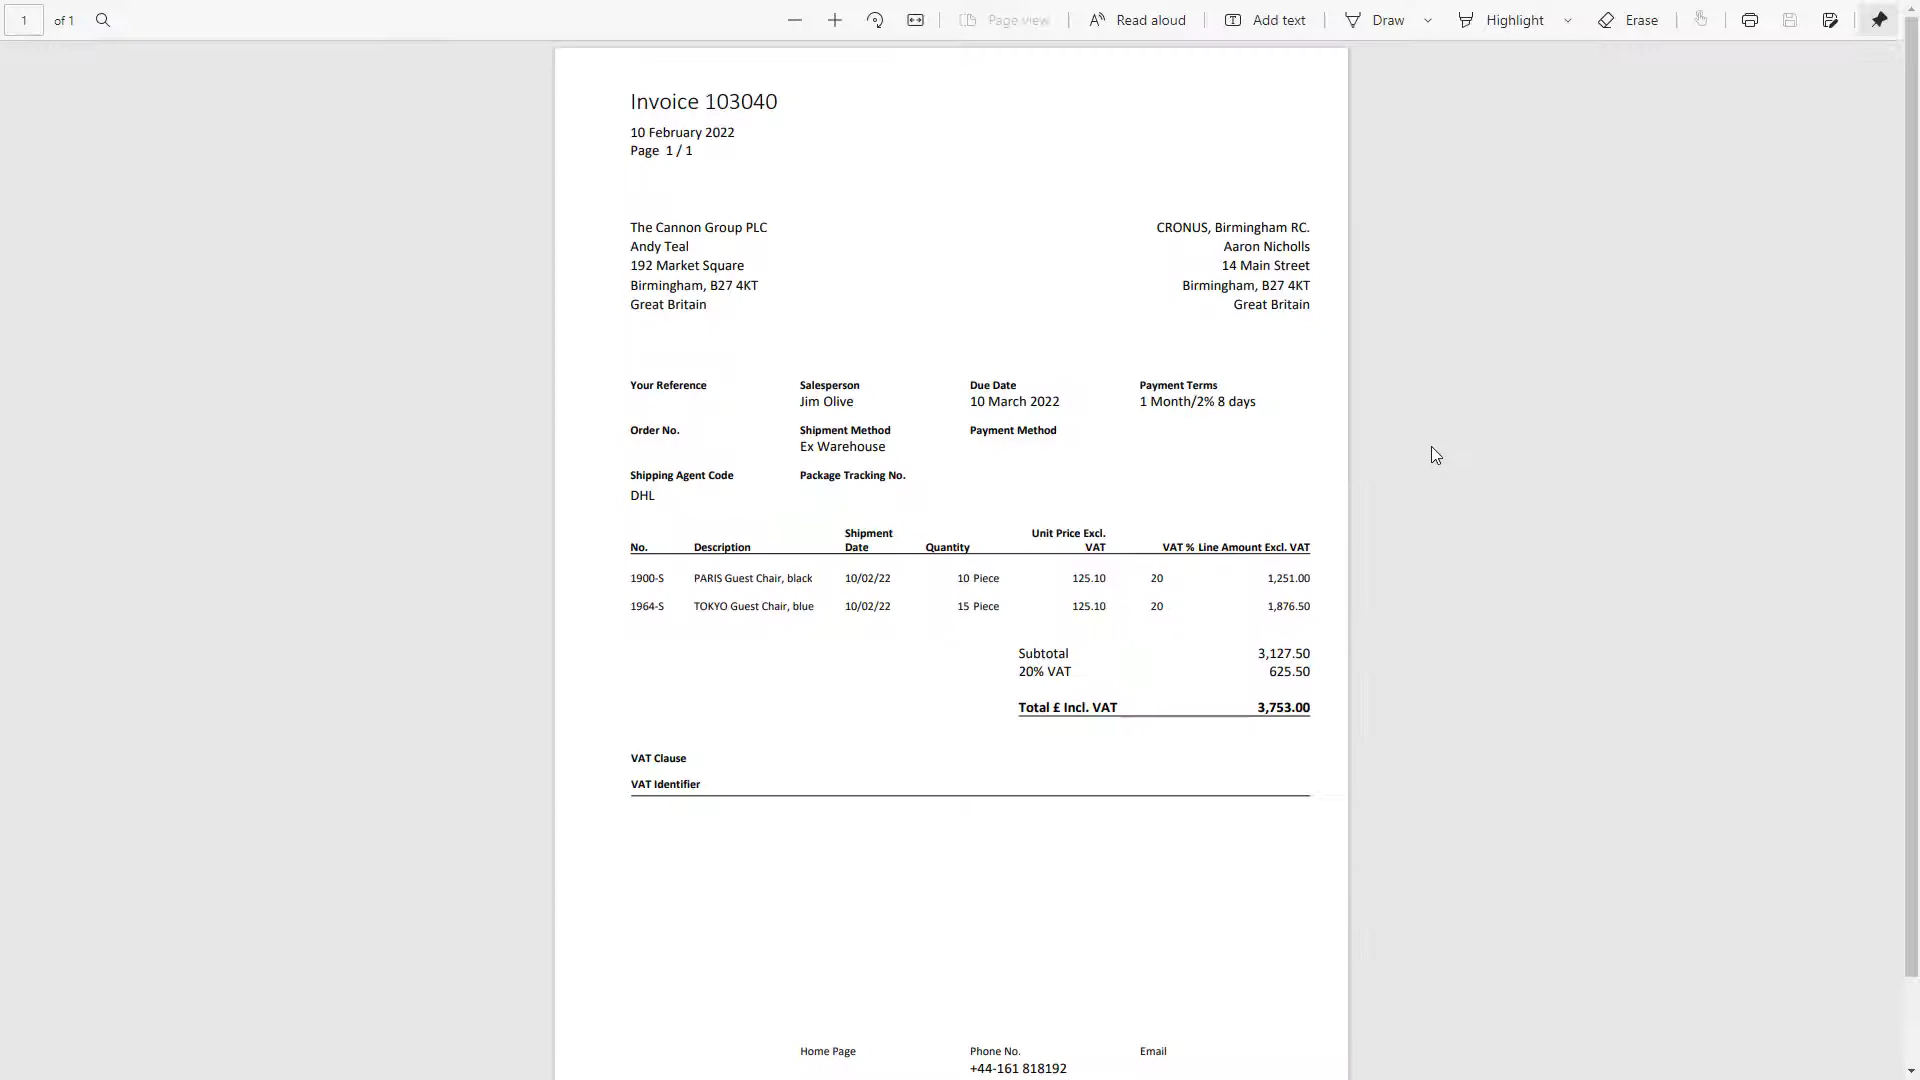 1 of 1 Page view Read aloud Add text Draw Highlight Erase
Invoice 103040
10 February 2022
Page 1 / 1
The Cannon Group PLC CRONUS, Birmingham RC.
Andy Teal Aaron Nicholls
192 Market Square 14 Main Street
Birmingham, B27 4KT Birmingham, B27 4KT
Great Britain Great Britain
Your Reference Salesperson Due Date Payment Terms
Jim Olive 10 March 2022 1 Month/2% 8 days
Order No. Shipment Method Payment Method
Ex Warehouse
Shipping Agent Code Package Tracking No.
DHL
Shipment Unit Price Excl.
No. Description Date Quantity VAT VAT % Line Amount Excl. VAT
1900-S PARIS Guest Chair, black 10/02/22 10 Piece 125.10 20 1,251.00
1964-S TOKYO Guest Chair, blue 10/02/22 15 Piece 125.10 20 1,876.50
Subtotal 3,127.50
20% VAT 625.50
Total £ Incl. VAT 3,753.00
VAT Clause
VAT Identifier
Home Page Phone No. Email
+44-161 818192